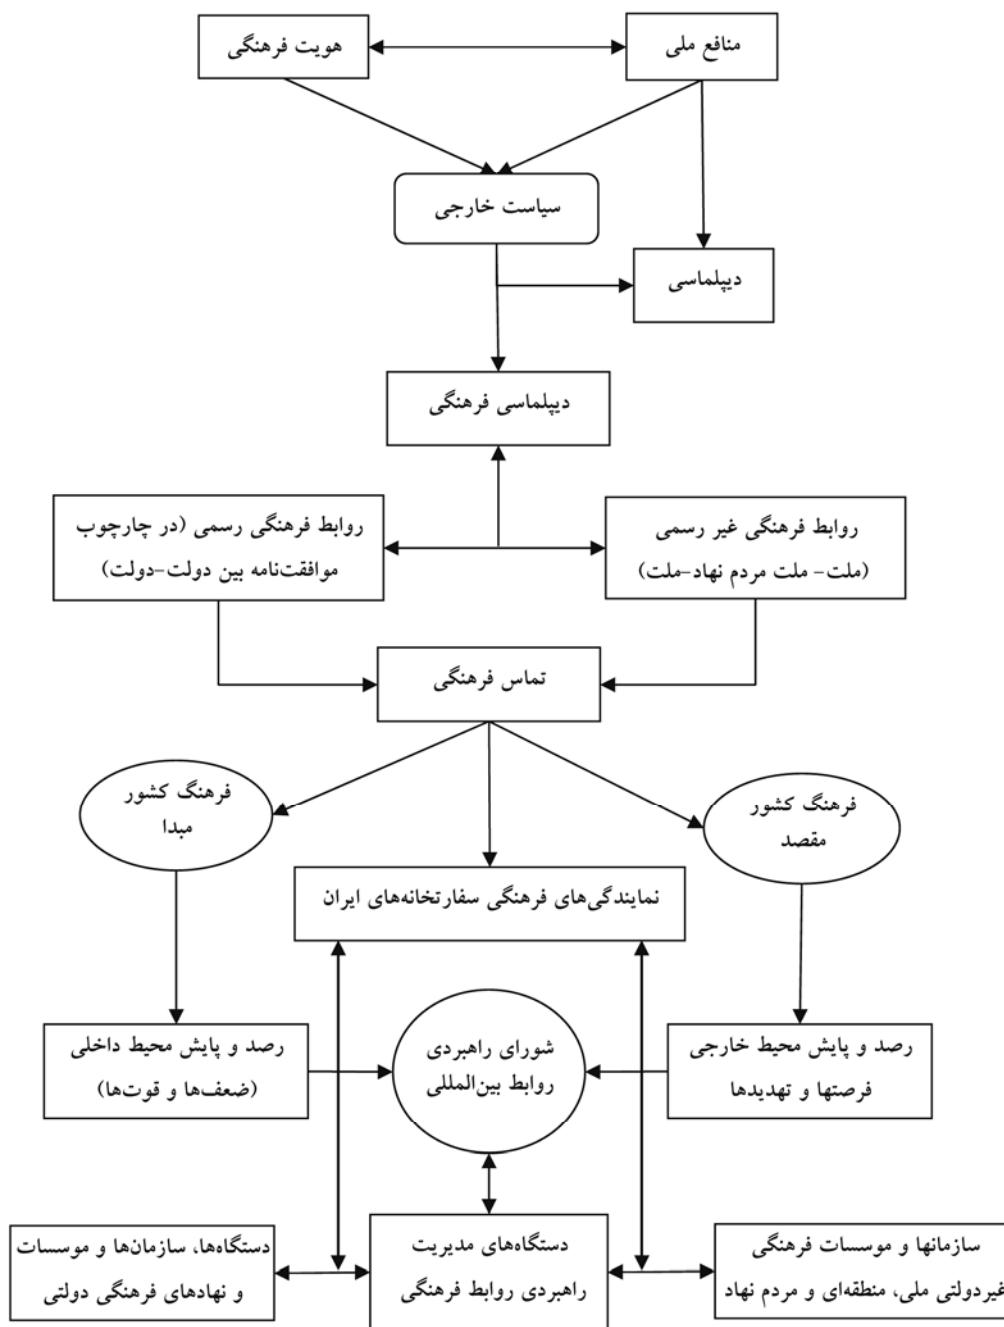 منافع ملی
هویت فرهنگی
سیاست خارجی
دیپلماسی
دیپلماسی فرهنگی
روابط فرهنگی غیر رسمی
(ملت- ملت مردم نهاد-ملت)
روابط فرهنگی رسمی (در چارچوب
موافقت‌نامه بین دولت-دولت)
تماس فرهنگی
فرهنگ کشور
مقصد
فرهنگ کشور
مبدا
نمایندگی‌های فرهنگی سفارتخانه‌های ایران
رصد و پایش محیط خارجی
فرصتها و تهدیدها
شورای راهبردی
روابط بین‌المللی
رصد و پایش محیط داخلی
(ضعف‌ها و قوت‌ها)
سازمانها و موسسات فرهنگی
غیردولتی ملی، منطقه‌ای و مردم نهاد
دستگاه‌های مدیریت
راهبردی روابط فرهنگی
دستگاه‌ها، سازمان‌ها و موسسات
و نهادهای فرهنگی دولتی